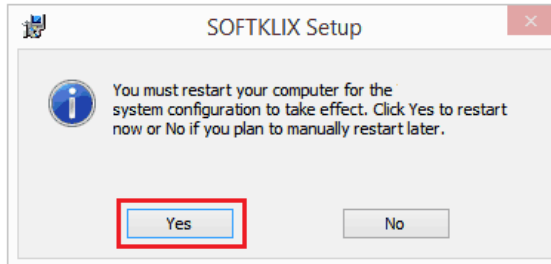 SOFTKLIX Setup
You must restart your computer for the
system configuration to take effect. Click Yes to restart
now or No if you plan to manually restart later.
Yes
No